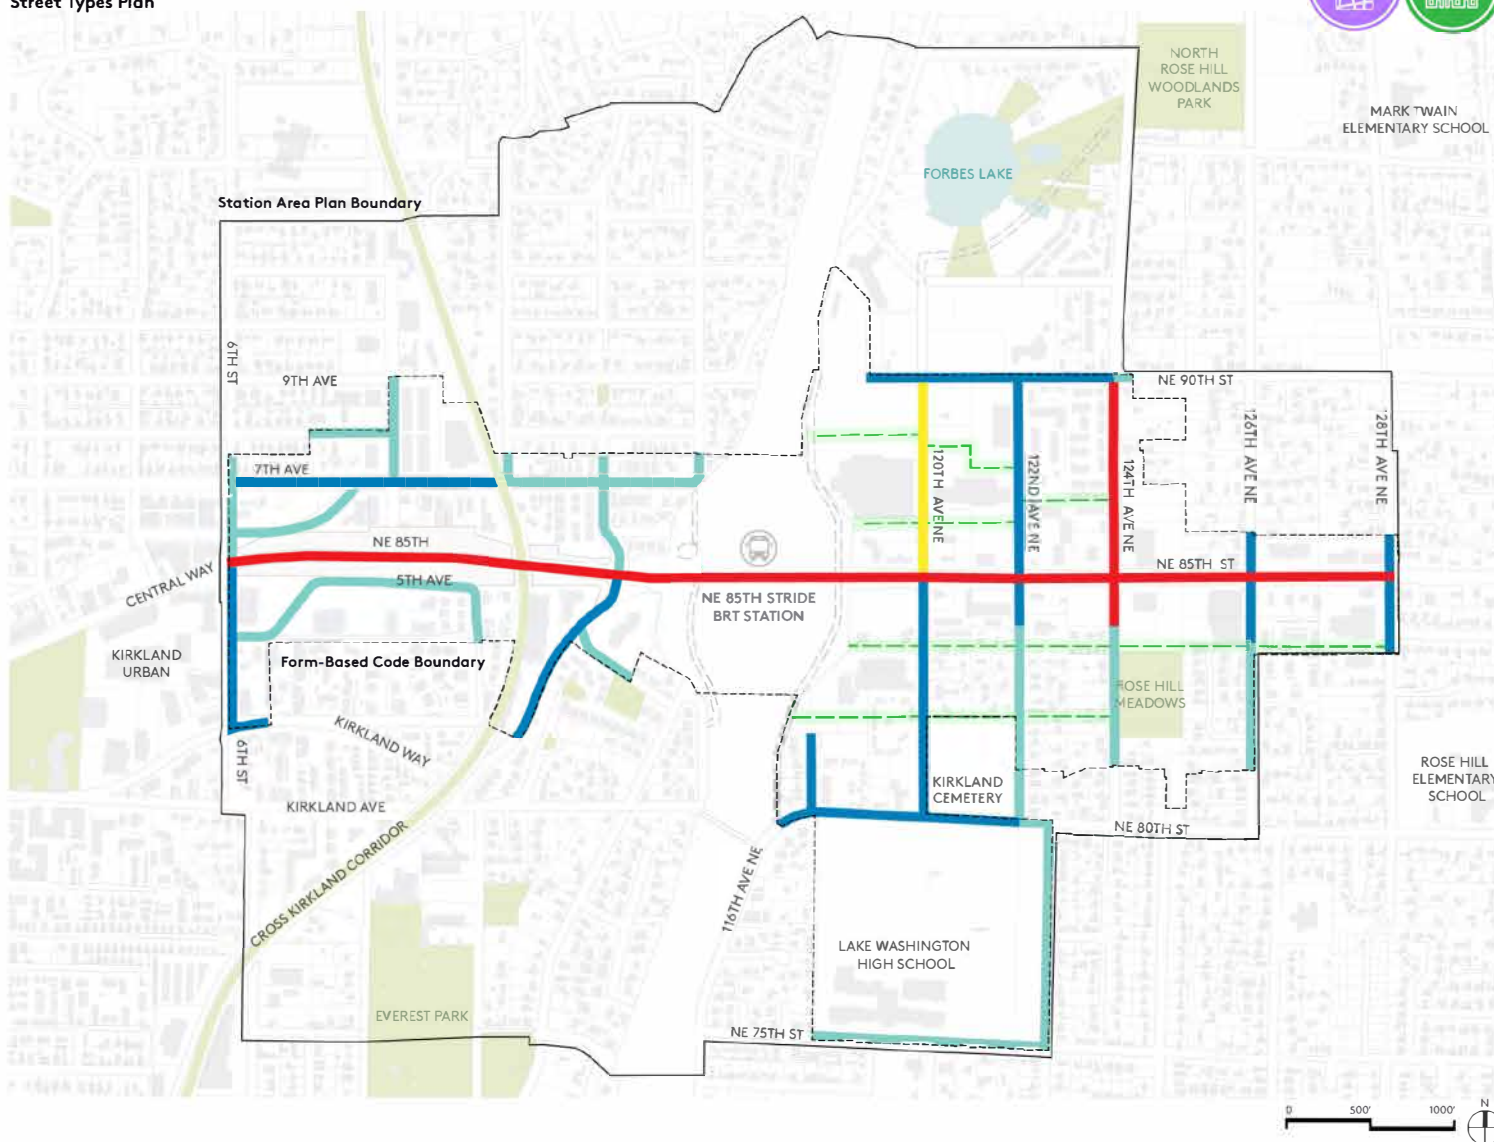 Street Types Plan
NORTH
ROSE HILL
WOODLANDS
PARK
MARK TWAIN
ELEMENTARY SCHOOL
FORBES LAKE
Station Area Plan Boundary
6TH ST
9TH AVE
NE 90TH ST
126TH AVE NE
128TH AVE NE
7TH AVE
120TH AVE NE
122ND AVE NE
124TH AVE NE
NE 85TH
NE 85TH ST
CENTRAL WAY
5TH AVE
NE 85TH STRIDE
BRT STATION
KIRKLAND
URBAN
Form-Based Code Boundary
ROSE HILL
MEADOWS
KIRKLAND WAY
6TH ST
ROSE HILL
ELEMENTARY
SCHOOL
KIRKLAND
CEMETERY
KIRKLAND AVE
NE 80TH ST
CROSS KIRKLAND CORRIDOR
116TH AVE NE
LAKE WASHINGTON
HIGH SCHOOL
EVEREST PARK
NE 75TH ST
0 500' 1000'
N